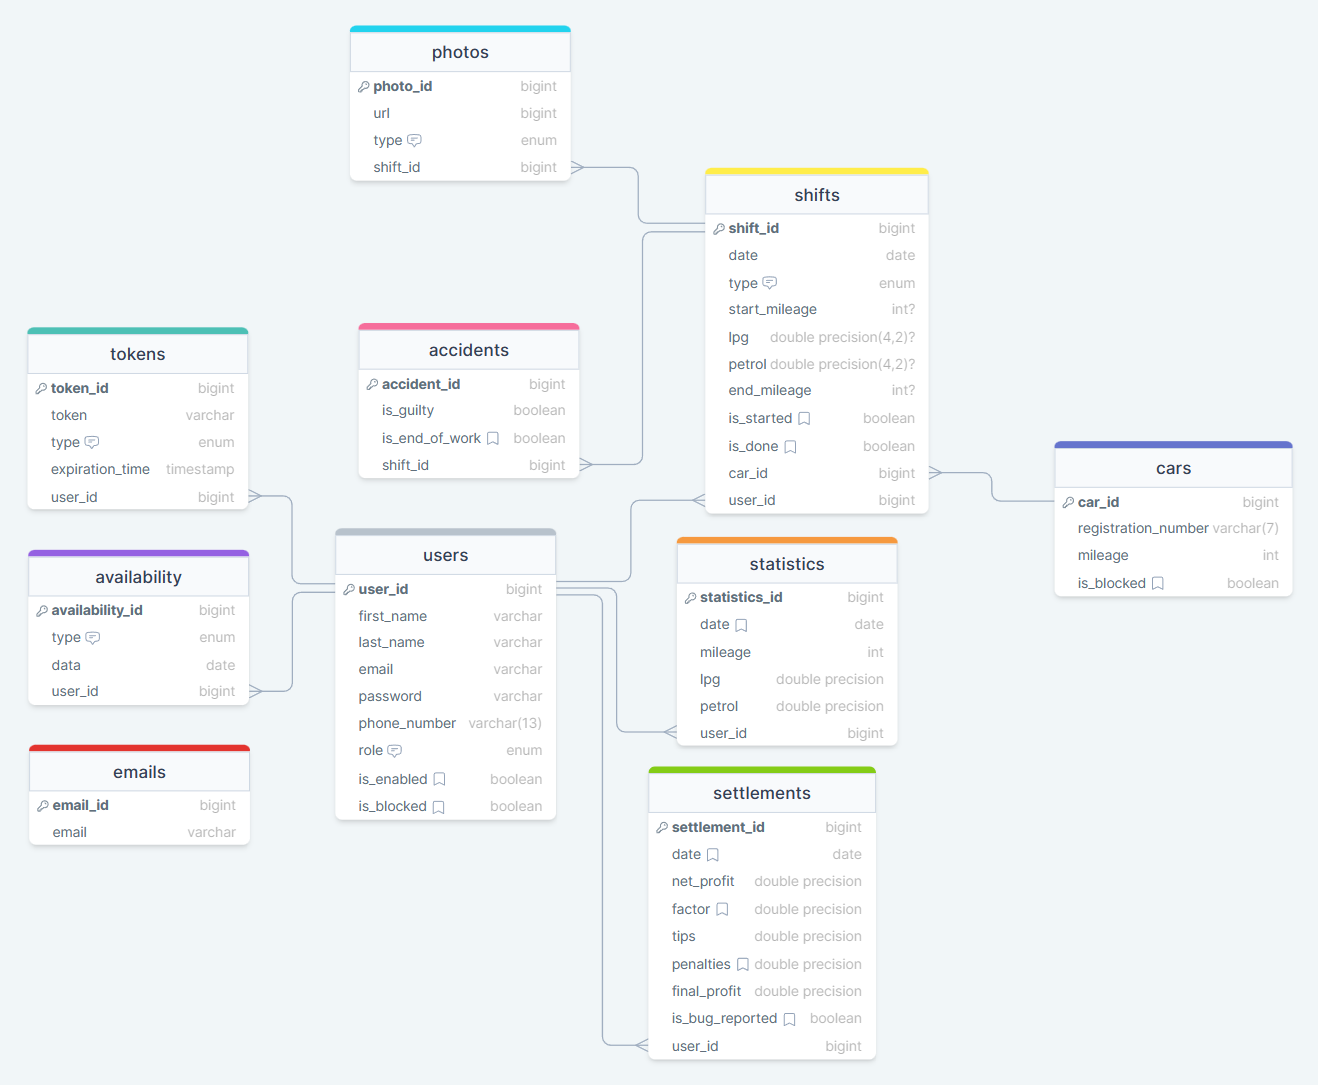 photos
photo_id bigint
url bigint
type enum
shift_id bigint
shifts
shift_id bigint
date date
type enum
start_mileage int?
lpg double precision(4,2)?
petrol double precision(4,2)?
end_mileage int?
is_started boolean
is_done boolean
car_id bigint
user_id bigint
tokens
token_id bigint
token varchar
type enum
expiration_time timestamp
user_id bigint
accidents
accident_id bigint
is_guilty boolean
is_end_of_work boolean
shift_id bigint
cars
car_id bigint
registration_number varchar(7)
mileage int
is_blocked boolean
availability
availability_id bigint
type enum
data date
user_id bigint
users
user_id bigint
first_name varchar
last_name varchar
email varchar
password varchar
phone_number varchar(13)
role enum
is_enabled boolean
is_blocked boolean
statistics
statistics_id bigint
date date
mileage int
lpg double precision
petrol double precision
user_id bigint
emails
email_id bigint
email varchar
settlements
settlement_id bigint
date date
net_profit double precision
factor double precision
tips double precision
penalties double precision
final_profit double precision
is_bug_reported boolean
user_id bigint